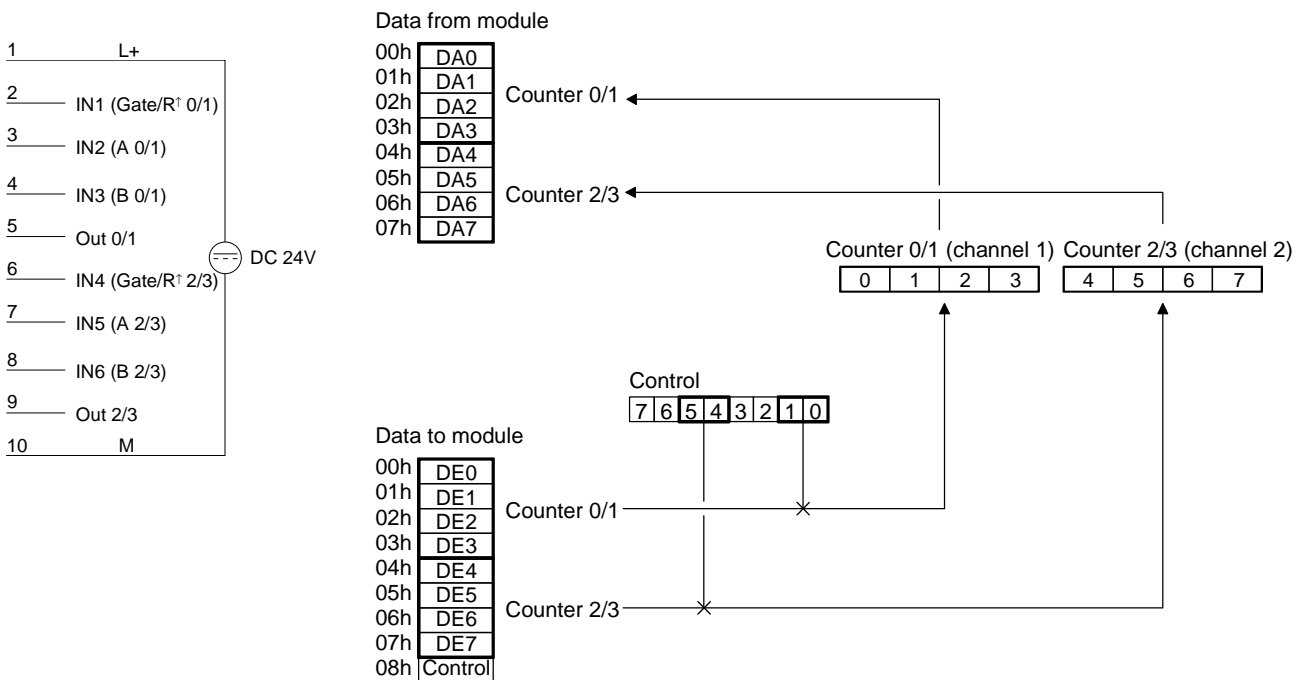 1 L+
2 IN1 (Gate/R↑ 0/1)
3 IN2 (A 0/1)
4 IN3 (B 0/1)
5 Out 0/1
DC 24V
6 IN4 (Gate/R↑ 2/3)
7 IN5 (A 2/3)
8 IN6 (B 2/3)
9 Out 2/3
10 M
Data from module
00h DA0
01h DA1
Counter 0/1
02h DA2
03h DA3
04h DA4
05h DA5
Counter 2/3
06h DA6
07h DA7
Counter 0/1 (channel 1) Counter 2/3 (channel 2)
0 1 2 3 4 5 6 7
Control
7 6 5 4 3 2 1 0
Data to module
00h DE0
01h DE1
Counter 0/1
02h DE2
03h DE3
04h DE4
05h DE5
Counter 2/3
06h DE6
07h DE7
08h Control